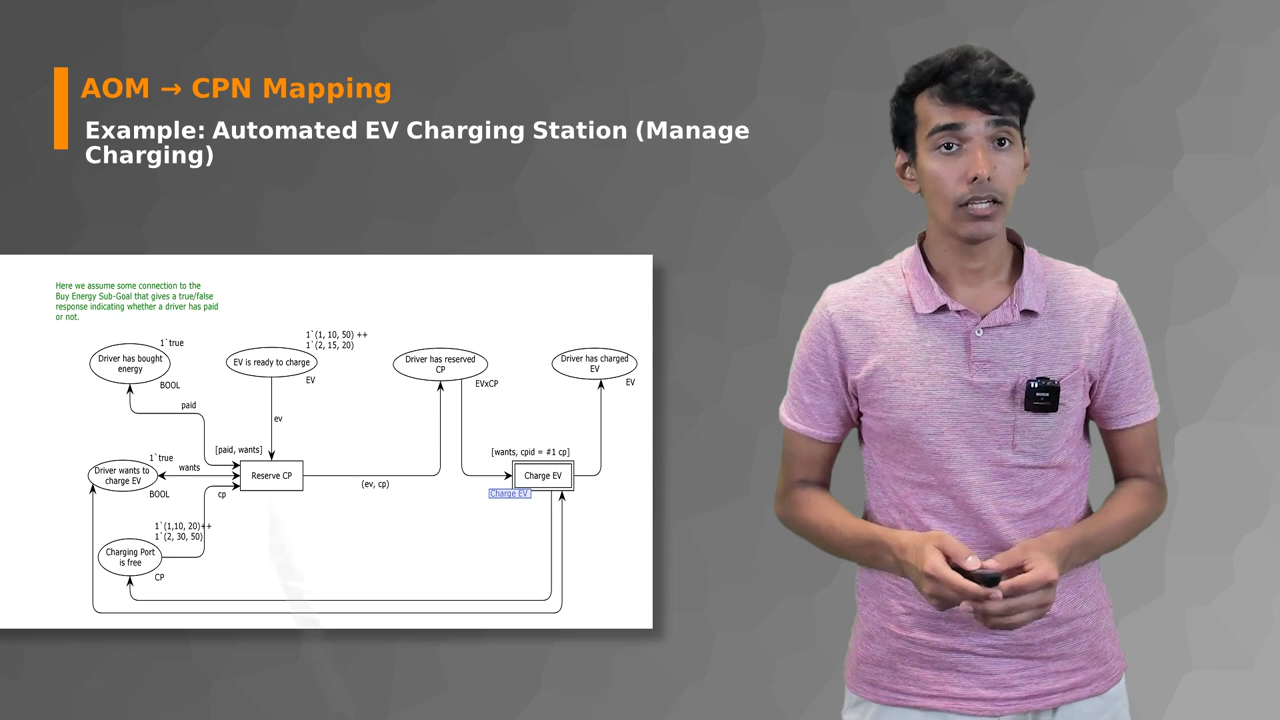 AOM → CPN Mapping
Example: Automated EV Charging Station (Manage
Charging)
Here we assume some connection to the
Buy Energy Sub-Goal that gives a true/false
response indicating whether a driver has paid
or not.
1`true
Driver has bought
energy
BOOL
1`(1, 10, 50) ++
1`(2, 15, 20)
EV is ready to charge
EV
Driver has reserved
CP
EVxCP
Driver has charged
EV
EV
paid
ev
[paid, wants]
Reserve CP
(ev, cp)
[wants, cpid = #1 cp]
Charge EV
Charge EV
1`true
Driver wants to
charge EV
BOOL
wants
cp
1`(1,10, 20)++
1`(2, 30, 50)
Charging Port
is free
CP